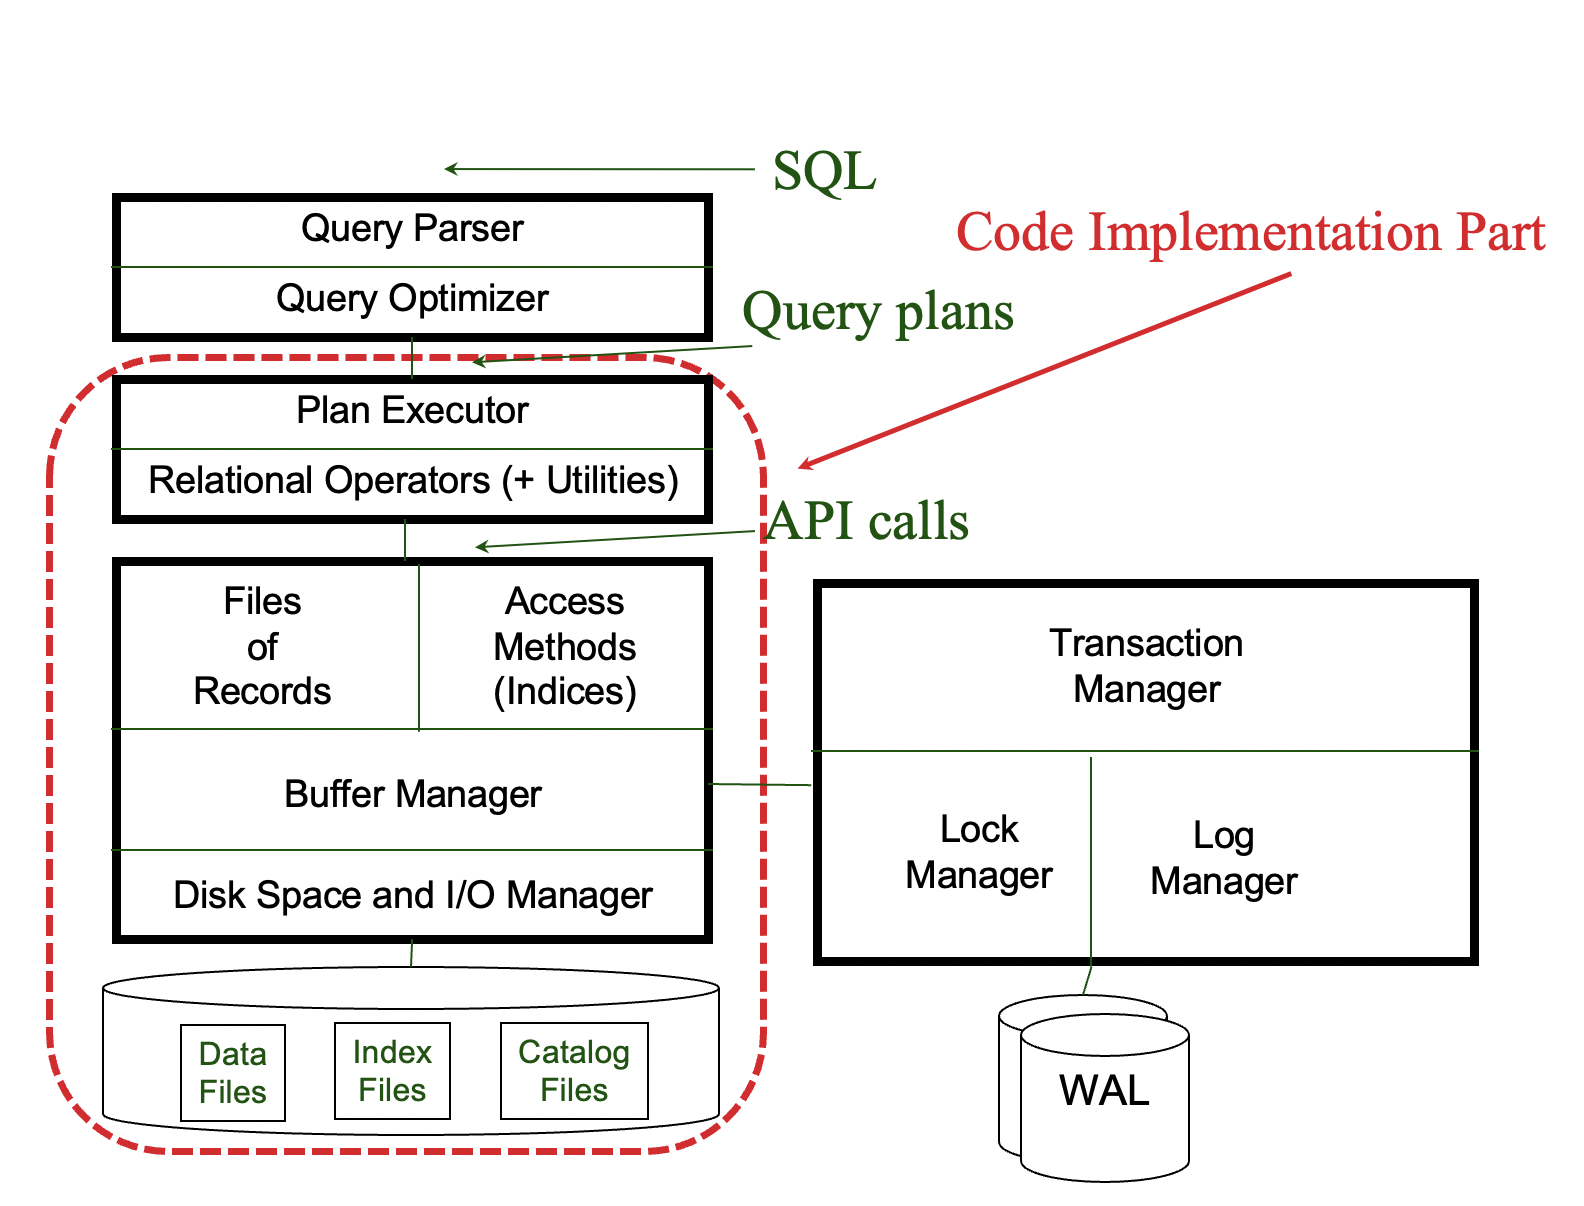 SQL
Query Parser
Code Implementation Part
Query Optimizer
Query plans
Plan Executor
Relational Operators (+ Utilities)
API calls
Files
of
Records
Access
Methods
(Indices)
Transaction
Manager
Buffer Manager
Lock
Manager
Log
Manager
Disk Space and I/O Manager
Data
Files
Index
Files
Catalog
Files
WAL